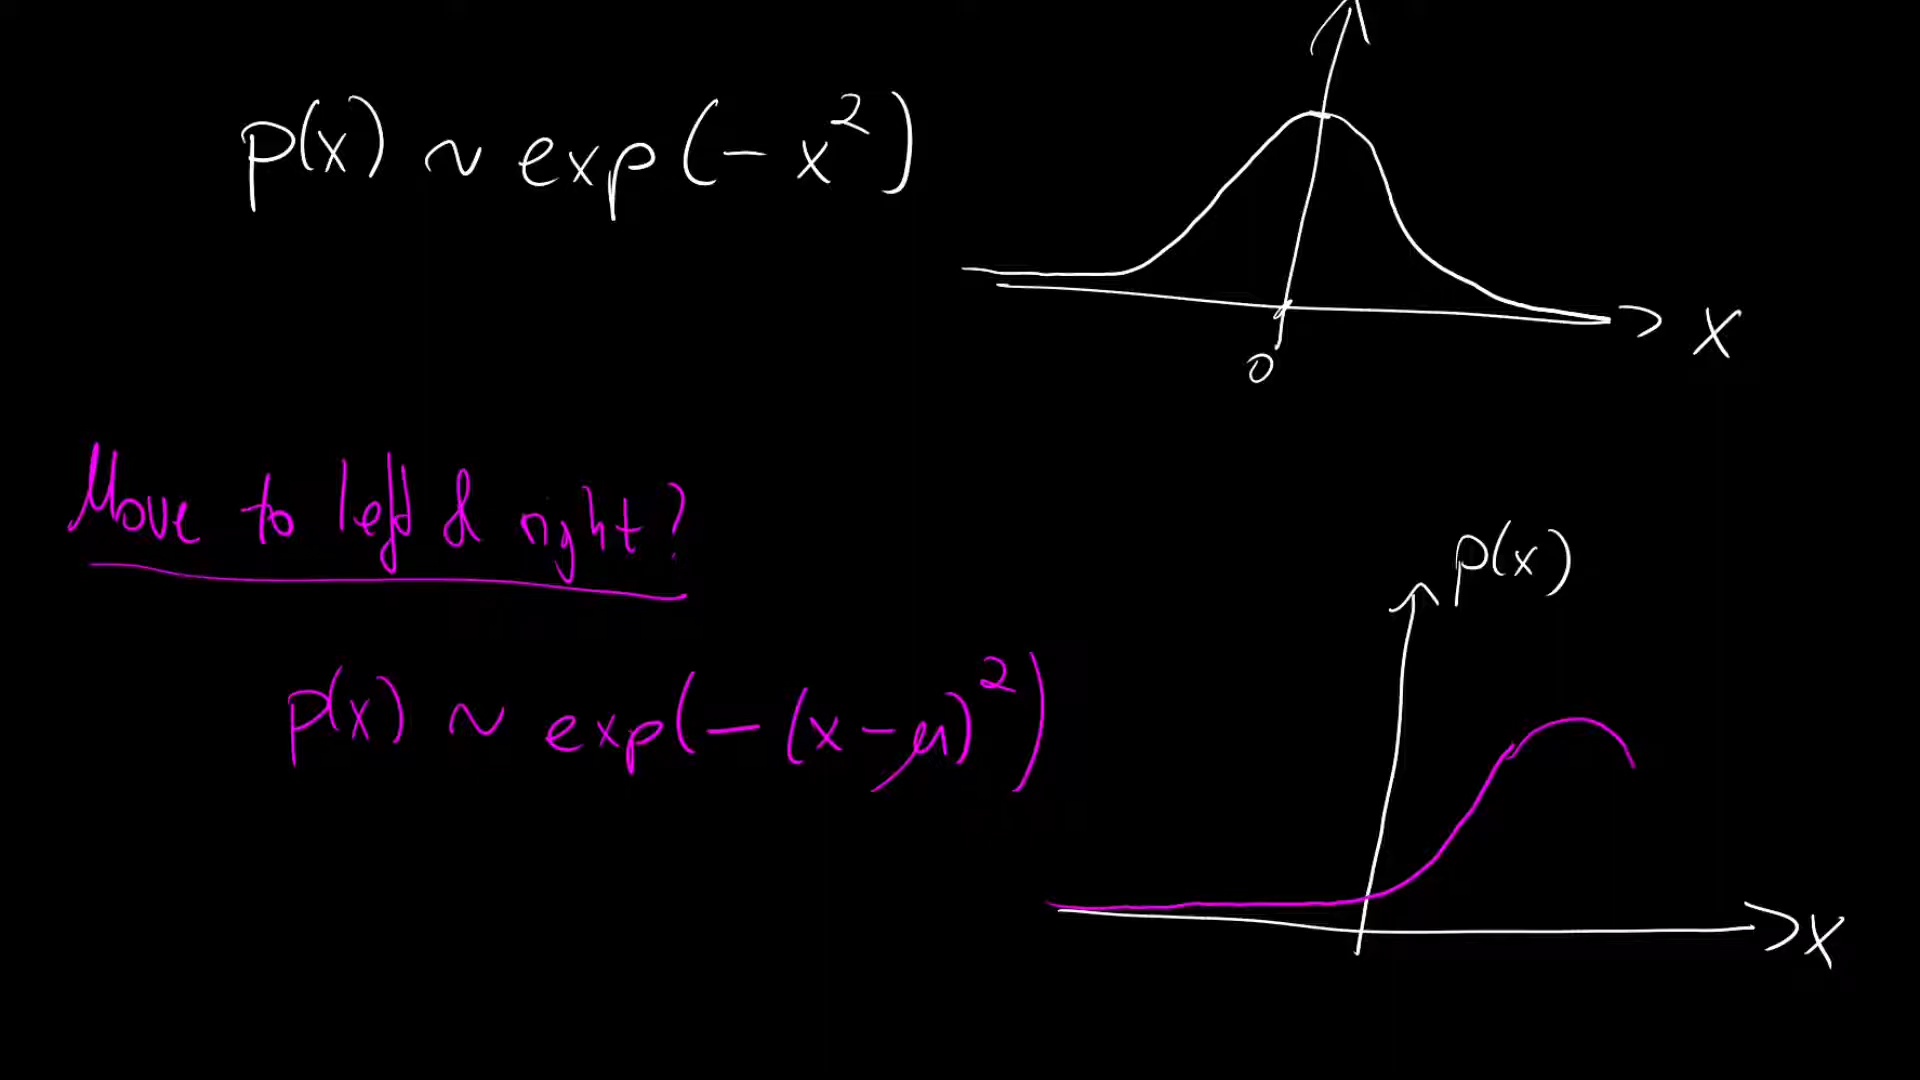 p(x) ~ exp(-x²)
x
0
Move to left & right?
p(x)
p(x) ~ exp(-(x-μ)²)
x